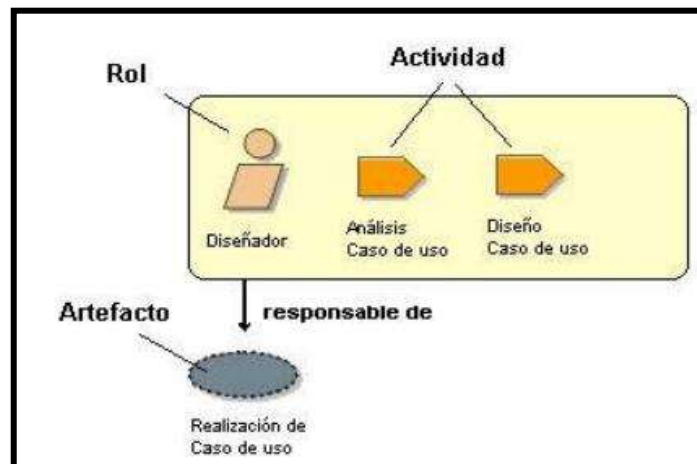 Actividad
Rol
Diseñador
Análisis
Caso de uso
Diseño
Caso de uso
Artefacto
responsable de
Realización de
Caso de uso